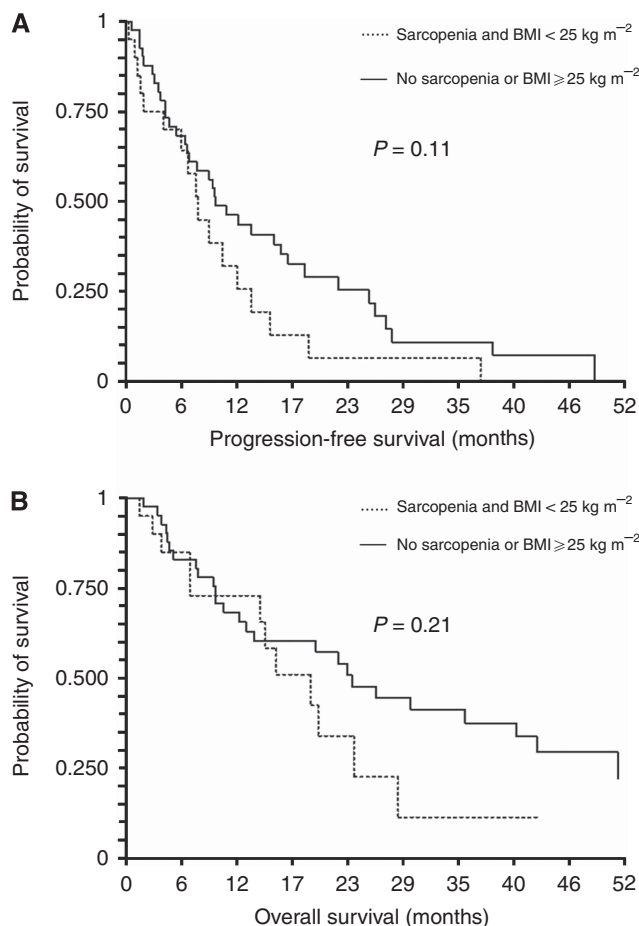 A
1
0.750
0.500
0.250
0
Probability of survival
Sarcopenia and BMI < 25 kg m⁻²
No sarcopenia or BMI ⩾ 25 kg m⁻²
P = 0.11
0 6 12 17 23 29 35 40 46 52
Progression-free survival (months)
B
1
0.750
0.500
0.250
0
Probability of survival
Sarcopenia and BMI < 25 kg m⁻²
No sarcopenia or BMI ⩾ 25 kg m⁻²
P = 0.21
0 6 12 17 23 29 35 40 46 52
Overall survival (months)